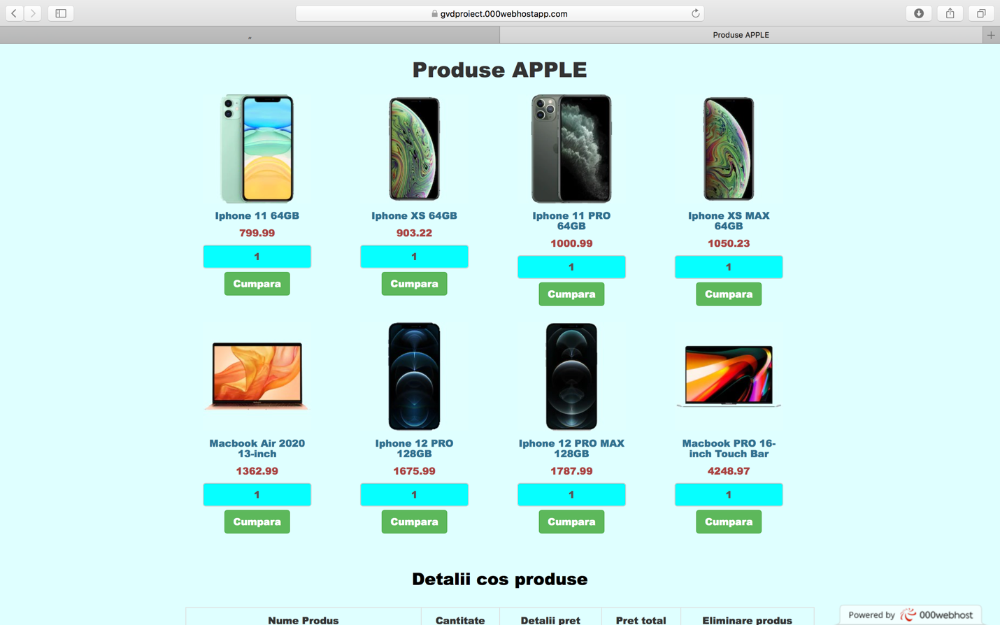 gvdproiect.000webhostapp.com
„
Produse APPLE
Produse APPLE
Iphone 11 64GB
799.99
1
Cumpara
Iphone XS 64GB
903.22
1
Cumpara
Iphone 11 PRO
64GB
1000.99
1
Cumpara
Iphone XS MAX
64GB
1050.23
1
Cumpara
Macbook Air 2020
13-inch
1362.99
1
Cumpara
Iphone 12 PRO
128GB
1675.99
1
Cumpara
Iphone 12 PRO MAX
128GB
1787.99
1
Cumpara
Macbook PRO 16-
inch Touch Bar
4248.97
1
Cumpara
Detalii cos produse
Nume Produs Cantitate Detalii pret Pret total Eliminare produs
Powered by 000webhost